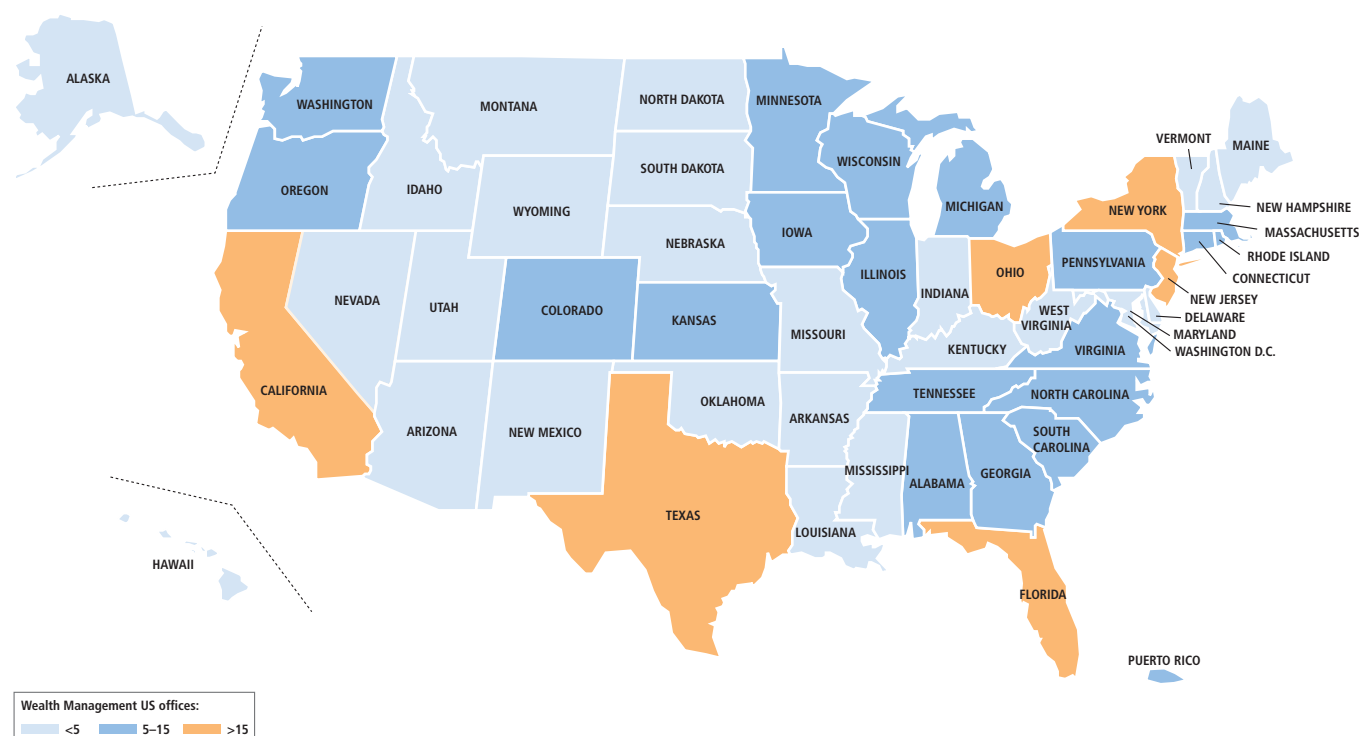 ALASKA
WASHINGTON
MONTANA
NORTH DAKOTA
MINNESOTA
VERMONT
MAINE
OREGON
IDAHO
SOUTH DAKOTA
WISCONSIN
MICHIGAN
NEW YORK
NEW HAMPSHIRE
WYOMING
MASSACHUSETTS
NEBRASKA
IOWA
PENNSYLVANIA
RHODE ISLAND
ILLINOIS
OHIO
CONNECTICUT
NEVADA
UTAH
COLORADO
KANSAS
INDIANA
NEW JERSEY
WEST
VIRGINIA
DELAWARE
MISSOURI
MARYLAND
KENTUCKY
VIRGINIA
WASHINGTON D.C.
CALIFORNIA
OKLAHOMA
TENNESSEE
NORTH CAROLINA
ARIZONA
NEW MEXICO
ARKANSAS
SOUTH
CAROLINA
MISSISSIPPI
ALABAMA
GEORGIA
TEXAS
LOUISIANA
HAWAII
FLORIDA
PUERTO RICO
Wealth Management US offices:
<5 5–15 >15